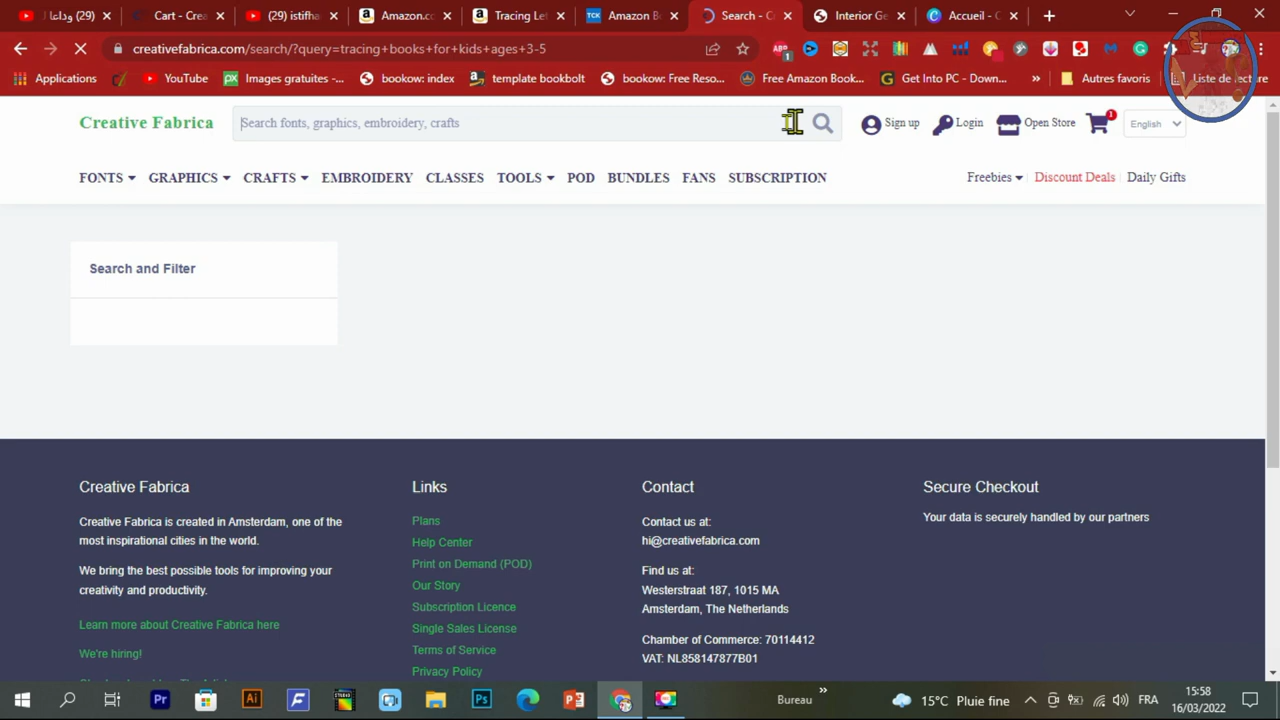 (29) وداعا
Cart - Crea
(29) istifha
Amazon.co
Tracing Let
Amazon B
Search - C
Interior Ge
Accueil - C
creativefabrica.com/search/?query=tracing+books+for+kids+ages+3-5
Applications
YouTube
Images gratuites -...
bookow: index
template bookbolt
bookow: Free Reso...
Free Amazon Book...
Get Into PC - Down...
Autres favoris
Liste de lecture
Creative Fabrica
Search fonts, graphics, embroidery, crafts
Sign up
Login
Open Store
1
English
FONTS
GRAPHICS
CRAFTS
EMBROIDERY
CLASSES
TOOLS
POD
BUNDLES
FANS
SUBSCRIPTION
Freebies
Discount Deals
Daily Gifts
Search and Filter
Creative Fabrica
Creative Fabrica is created in Amsterdam, one of the
most inspirational cities in the world.
We bring the best possible tools for improving your
creativity and productivity.
Learn more about Creative Fabrica here
We're hiring!
Links
Plans
Help Center
Print on Demand (POD)
Our Story
Subscription Licence
Single Sales License
Terms of Service
Privacy Policy
Contact
Contact us at:
hi@creativefabrica.com
Find us at:
Westerstraat 187, 1015 MA
Amsterdam, The Netherlands
Chamber of Commerce: 70114412
VAT: NL858147877B01
Secure Checkout
Your data is securely handled by our partners
Bureau
15°C Pluie fine
FRA
15:58
16/03/2022